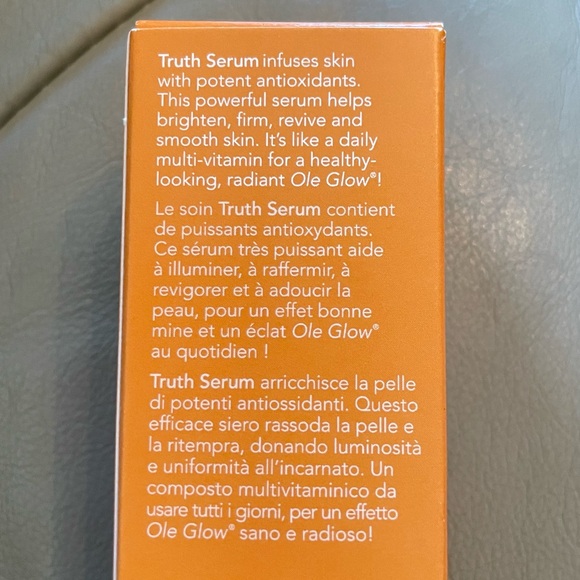 Truth Serum infuses skin
with potent antioxidants.
This powerful serum helps
brighten, firm, revive and
smooth skin. It's like a daily
multi-vitamin for a healthy-
looking, radiant Ole Glow®!
Le soin Truth Serum contient
de puissants antioxydants.
Ce sérum très puissant aide
à illuminer, à raffermir, à
revigorer et à adoucir la
peau, pour un effet bonne
mine et un éclat Ole Glow®
au quotidien !
Truth Serum arricchisce la pelle
di potenti antiossidanti. Questo
efficace siero rassoda la pelle e
la ritempra, donando luminosità
e uniformità all'incarnato. Un
composto multivitaminico da
usare tutti i giorni, per un effetto
Ole Glow® sano e radioso!